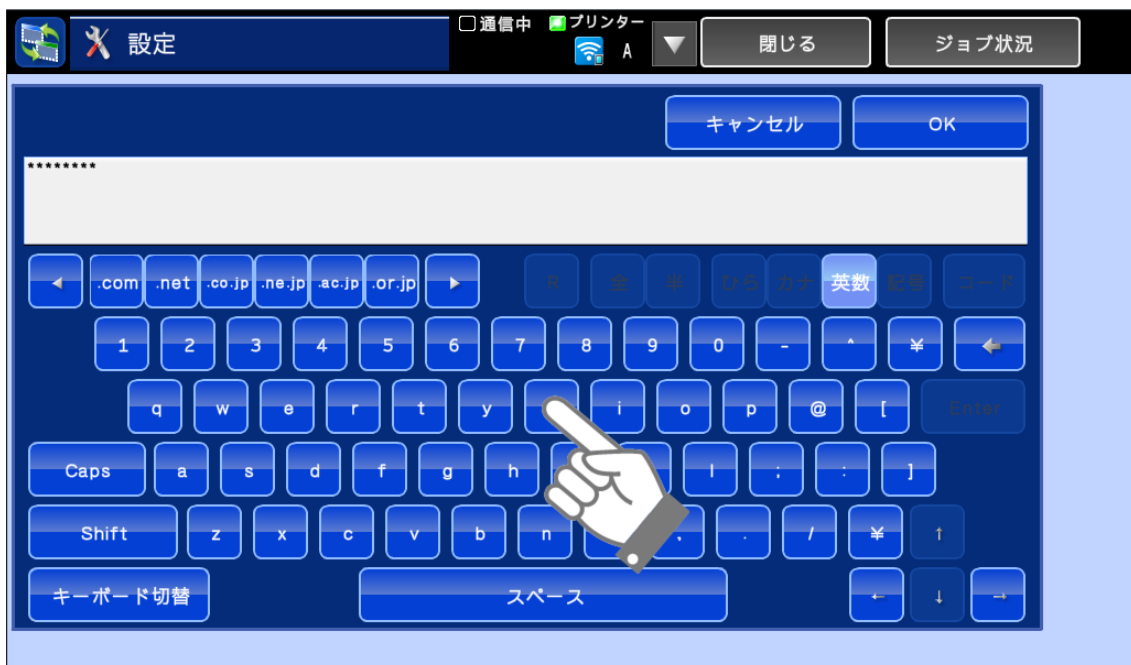 設定 通信中 プリンター A 閉じる ジョブ状況
キャンセル OK
********
.com .net .co.jp .ne.jp .ac.jp .or.jp R 全 半 ひら カナ 英数 記号 コード
1 2 3 4 5 6 7 8 9 0 - ^ ¥
q w e r t y i o p @ [ Enter
Caps a s d f g h l ; : ]
Shift z x c v b n , . / ¥ ↑
キーボード切替 スペース ← ↓ →